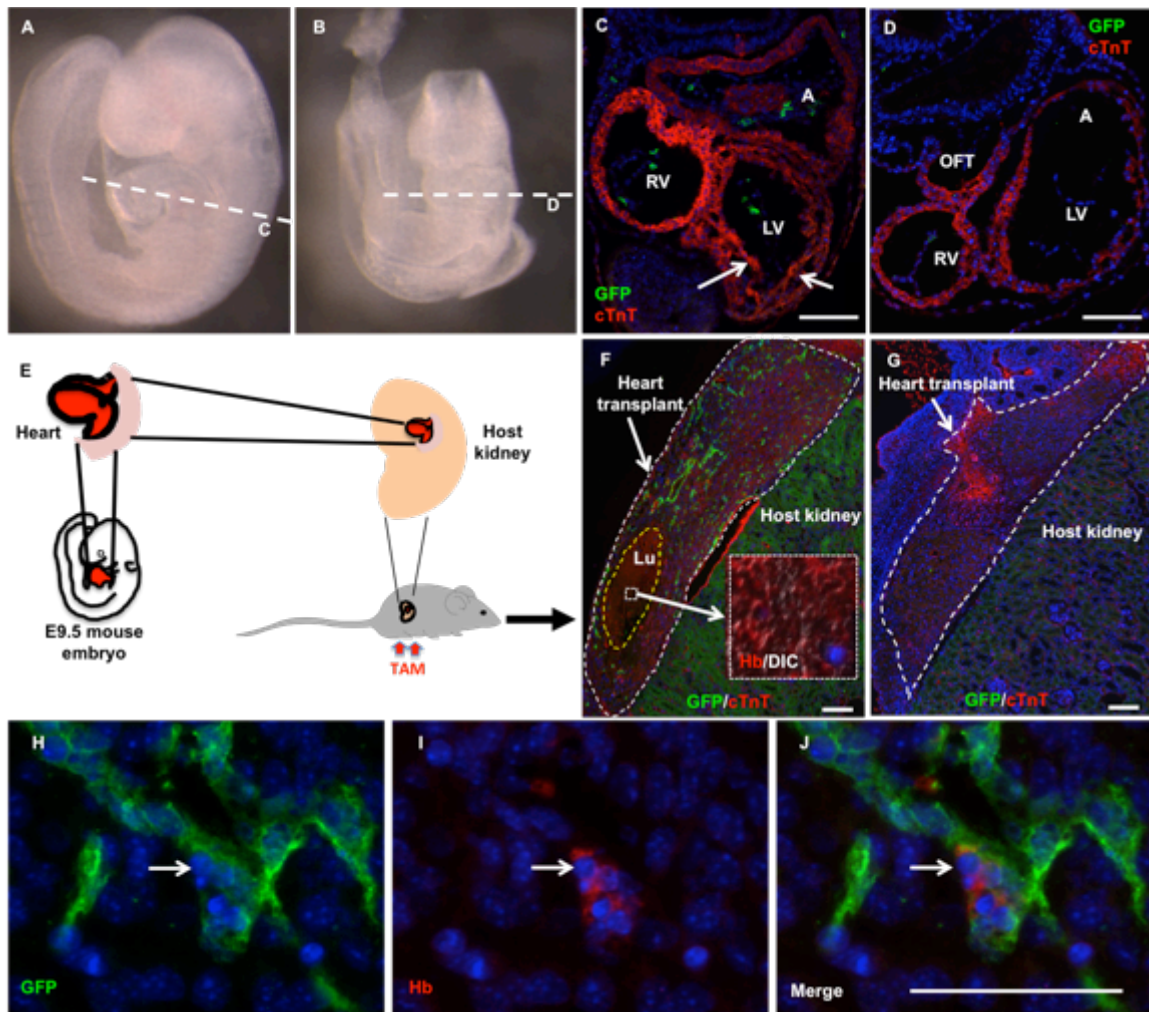 A
B
C
D
C
D
A
RV
LV
GFP
cTnT
GFP
cTnT
A
OFT
LV
RV
E
Heart
Host
kidney
E9.5 mouse
embryo
TAM
F
Heart
transplant
Host kidney
Lu
Hb/DIC
GFP/cTnT
G
Heart transplant
Host kidney
GFP/cTnT
H
GFP
I
Hb
J
Merge